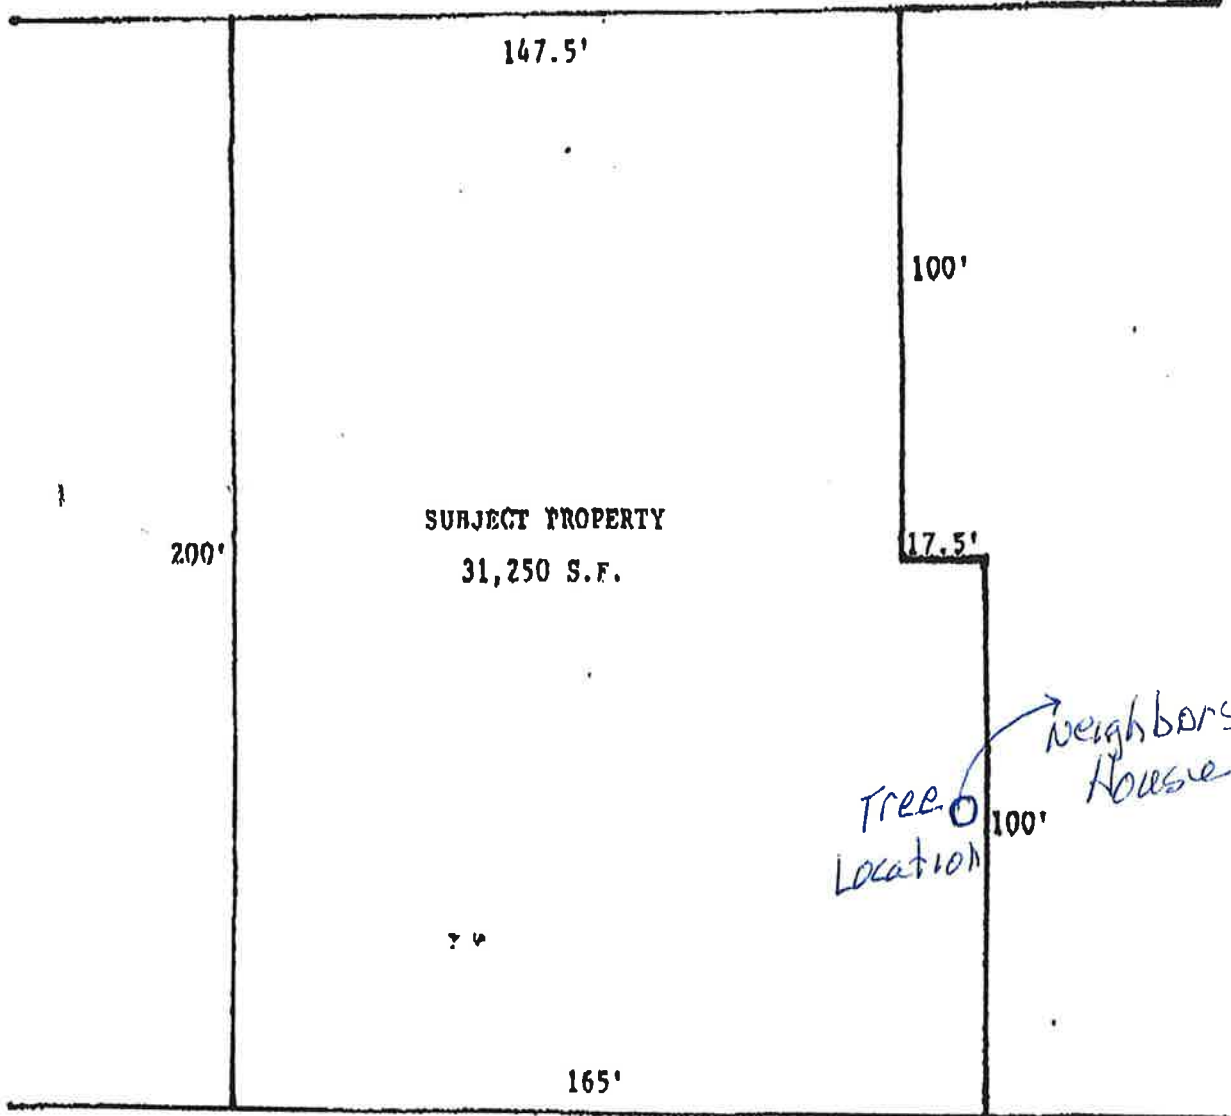 147.5'
100'
SUBJECT PROPERTY
200'
17.5'
31,250 S.F.
Neighbors
House
Tree
Location
100'
165'